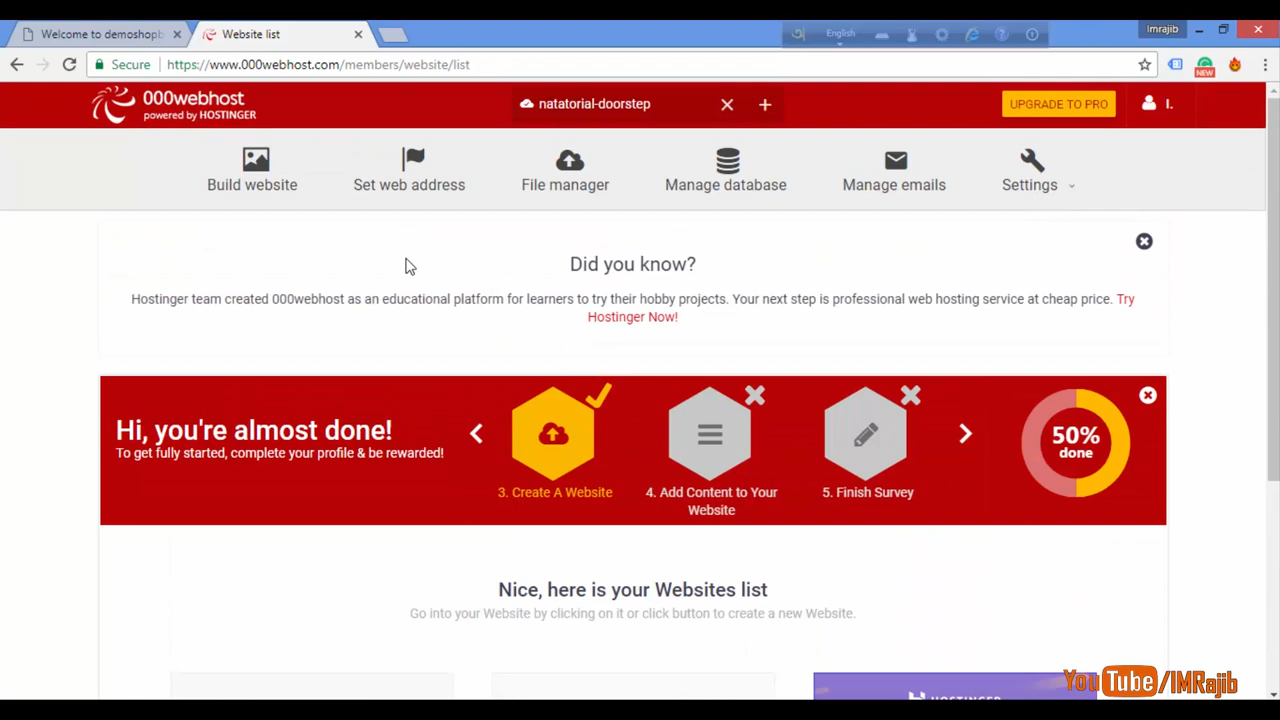 Welcome to demoshopb
Website list
English
Imrajib
Secure
https://www.000webhost.com/members/website/list
NEW
000webhost
powered by HOSTINGER
natatorial-doorstep
UPGRADE TO PRO
I.
Build website
Set web address
File manager
Manage database
Manage emails
Settings
Did you know?
Hostinger team created 000webhost as an educational platform for learners to try their hobby projects. Your next step is professional web hosting service at cheap price. Try
Hostinger Now!
Hi, you're almost done!
To get fully started, complete your profile & be rewarded!
3. Create A Website
4. Add Content to Your
Website
5. Finish Survey
50%
done
Nice, here is your Websites list
Go into your Website by clicking on it or click button to create a new Website.
HOSTINGER
YouTube/IMRajib